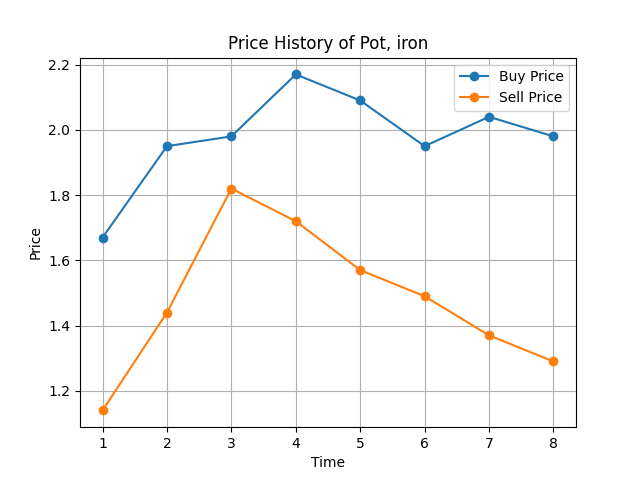 Price History of Pot, iron
Buy Price
Sell Price
Price
2.2
2.0
1.8
1.6
1.4
1.2
1 2 3 4 5 6 7 8
Time